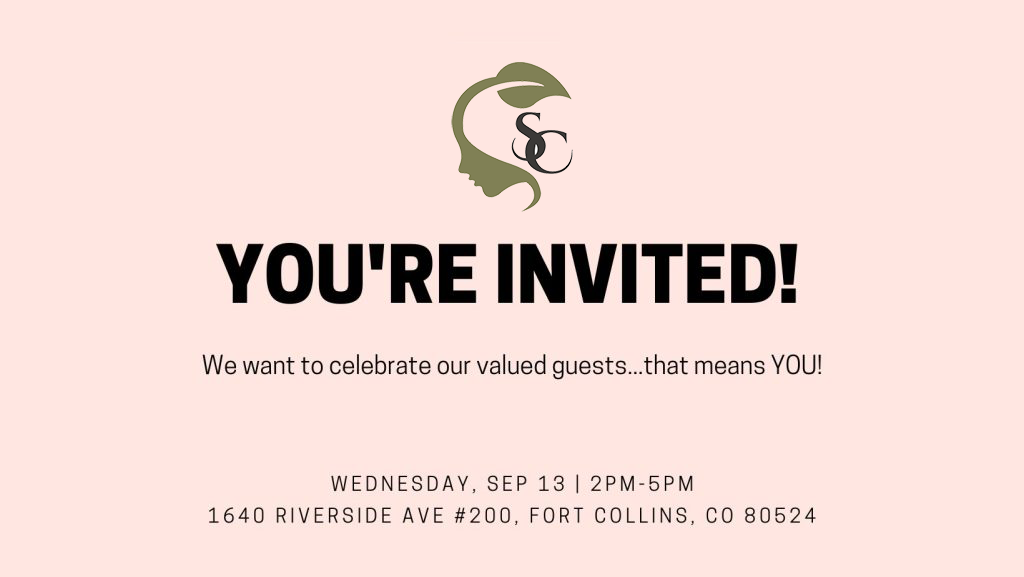 SC
YOU'RE INVITED!
We want to celebrate our valued guests...that means YOU!
WEDNESDAY, SEP 13 | 2PM-5PM
1640 RIVERSIDE AVE #200, FORT COLLINS, CO 80524